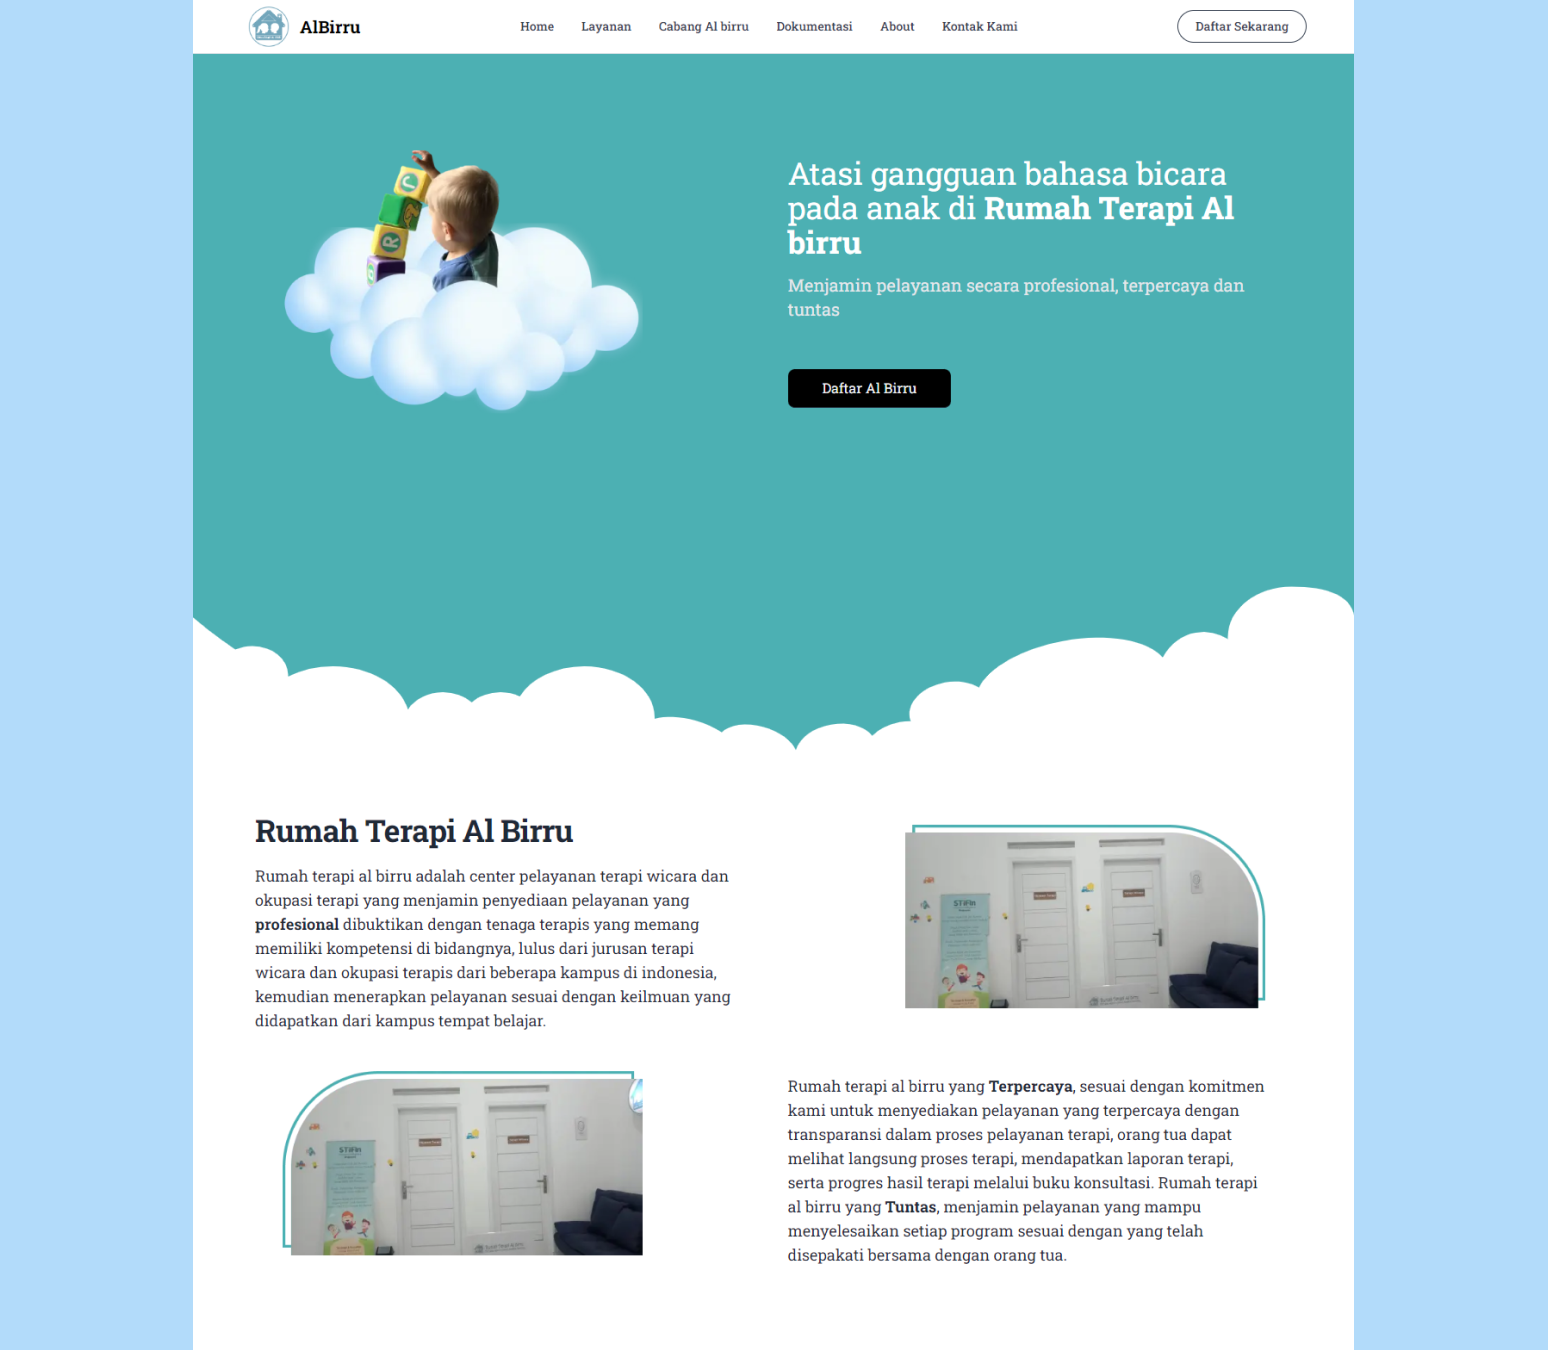 AlBirru
Home
Layanan
Cabang Al birru
Dokumentasi
About
Kontak Kami
Daftar Sekarang
R
Atasi gangguan bahasa bicara
pada anak di Rumah Terapi Al
birru
Menjamin pelayanan secara profesional, terpercaya dan
tuntas
Daftar Al Birru
Rumah Terapi Al Birru
Rumah terapi al birru adalah center pelayanan terapi wicara dan
okupasi terapi yang menjamin penyediaan pelayanan yang
profesional dibuktikan dengan tenaga terapis yang memang
memiliki kompetensi di bidangnya, lulus dari jurusan terapi
wicara dan okupasi terapis dari beberapa kampus di indonesia,
kemudian menerapkan pelayanan sesuai dengan keilmuan yang
didapatkan dari kampus tempat belajar.
STIFIn
STIFIn
Rumah terapi al birru yang Terpercaya, sesuai dengan komitmen
kami untuk menyediakan pelayanan yang terpercaya dengan
transparansi dalam proses pelayanan terapi, orang tua dapat
melihat langsung proses terapi, mendapatkan laporan terapi,
serta progres hasil terapi melalui buku konsultasi. Rumah terapi
al birru yang Tuntas, menjamin pelayanan yang mampu
menyelesaikan setiap program sesuai dengan yang telah
disepakati bersama dengan orang tua.